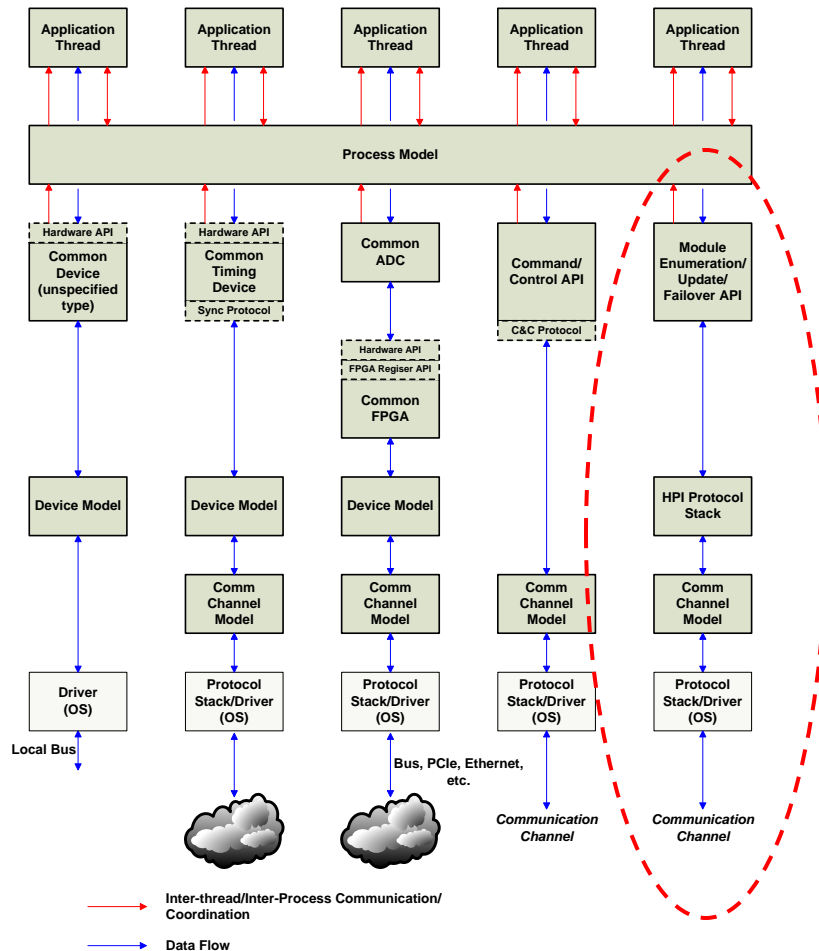 Application
Thread
Application
Thread
Application
Thread
Application
Thread
Application
Thread
Process Model
Hardware API
Common
Device
(unspecified
type)
Hardware API
Common
Timing
Device
Sync Protocol
Common
ADC
Command/
Control API
C&C Protocol
Module
Enumeration/
Update/
Failover API
Hardware API
FPGA Regiser API
Common
FPGA
Device Model
Device Model
Device Model
HPI Protocol
Stack
Comm
Channel
Model
Comm
Channel
Model
Comm
Channel
Model
Comm
Channel
Model
Driver
(OS)
Protocol
Stack/Driver
(OS)
Protocol
Stack/Driver
(OS)
Protocol
Stack/Driver
(OS)
Protocol
Stack/Driver
(OS)
Local Bus
Bus, PCIe, Ethernet,
etc.
Communication
Channel
Communication
Channel
Inter-thread/Inter-Process Communication/
Coordination
Data Flow